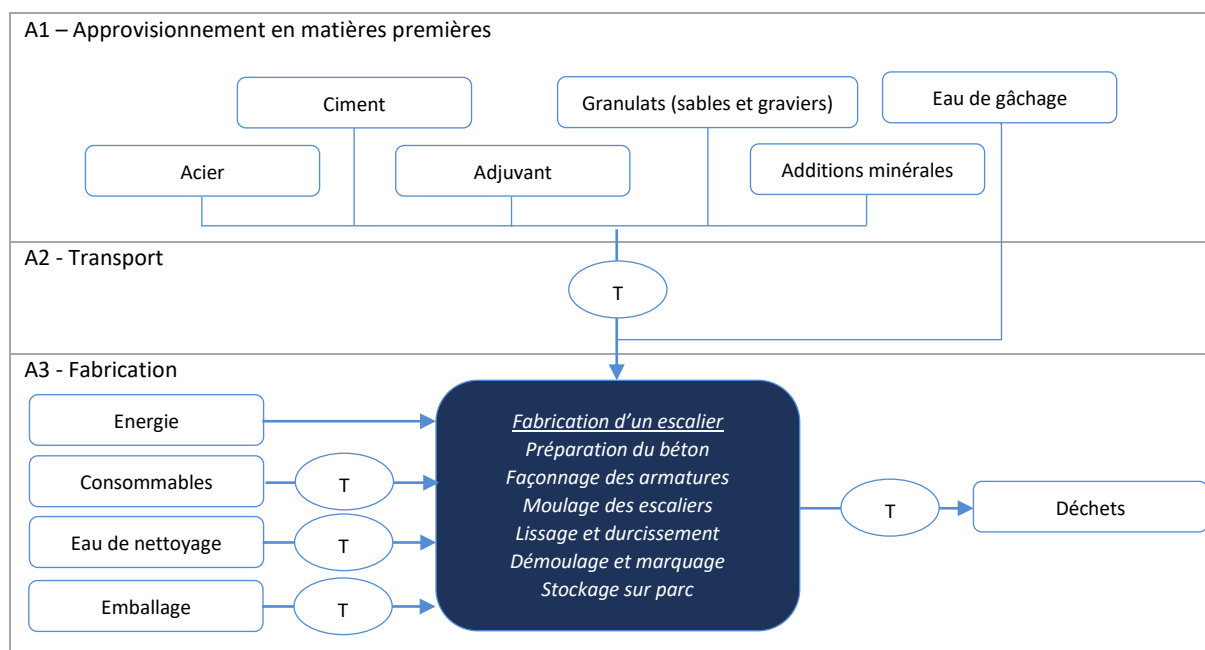 A1 – Approvisionnement en matières premières
Ciment
Granulats (sables et graviers)
Eau de gâchage
Acier
Adjuvant
Additions minérales
A2 - Transport
T
A3 - Fabrication
Energie
Consommables
T
Eau de nettoyage
T
Emballage
T
Fabrication d’un escalier
Préparation du béton
Façonnage des armatures
Moulage des escaliers
Lissage et durcissement
Démoulage et marquage
Stockage sur parc
T
Déchets